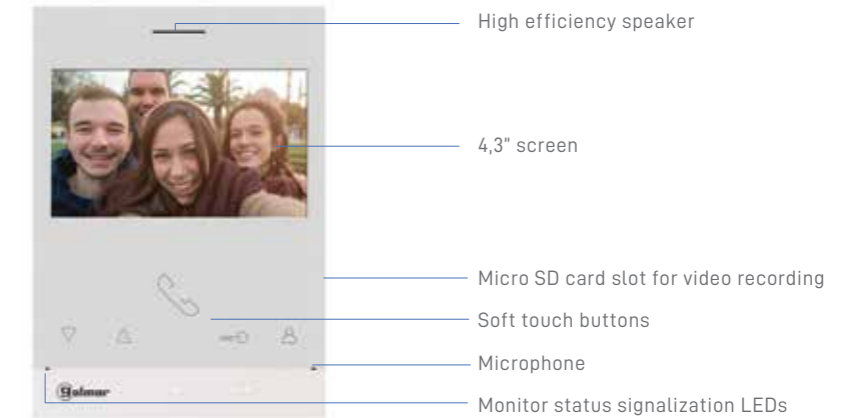 High efficiency speaker
4,3" screen
Micro SD card slot for video recording
Soft touch buttons
Microphone
golmar
Monitor status signalization LEDs